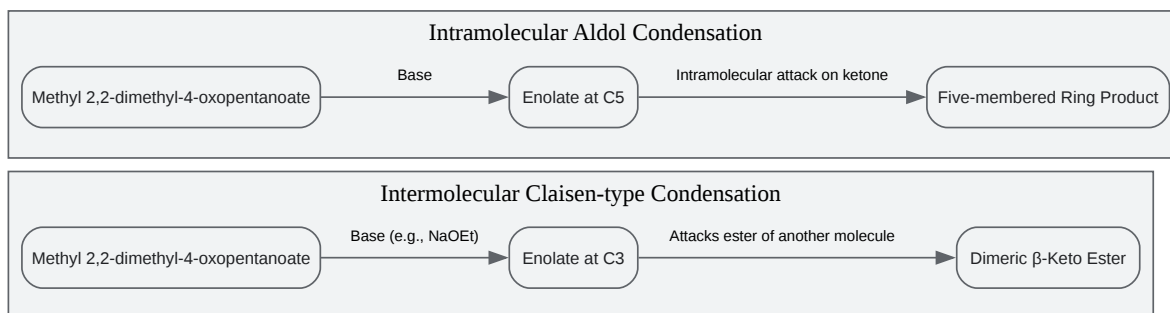 Intramolecular Aldol Condensation
Methyl 2,2-dimethyl-4-oxopentanoate
Base
Enolate at C5
Intramolecular attack on ketone
Five-membered Ring Product
Intermolecular Claisen-type Condensation
Methyl 2,2-dimethyl-4-oxopentanoate
Base (e.g., NaOEt)
Enolate at C3
Attacks ester of another molecule
Dimeric β-Keto Ester